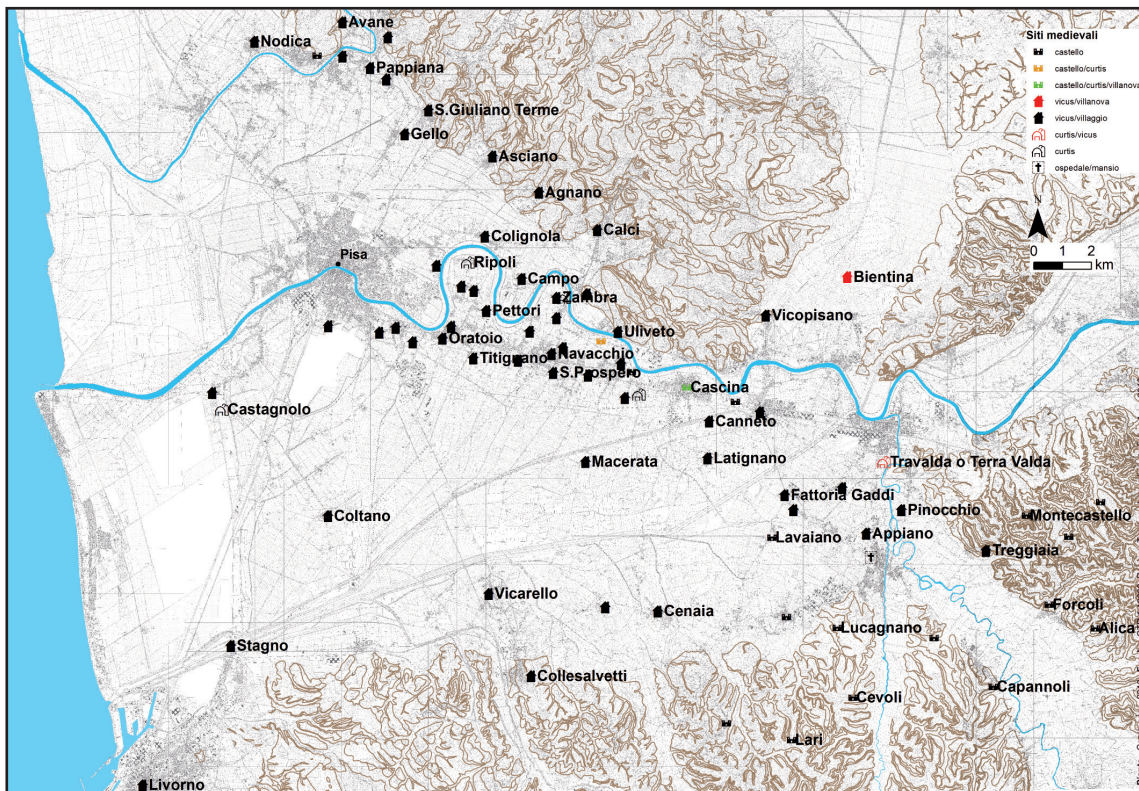 Avane
Nodica
Pappiana
S.Giuliano Terme
Gello
Asciano
Agnano
Colignola
Calci
Pisa
Ripoli
Campo
Zambra
Pettori
Uliveto
Oratoio
Navacchio
Titignano
S.Prospero
Vicopisano
Bientina
Cascina
Castagnolo
Canneto
Macerata
Latignano
Travalda o Terra Valda
Fattoria Gaddi
Coltano
Pinocchio
Montecastello
Lavaiano
Appiano
Treggiaia
Vicarello
Cenaia
Forcoli
Lucagnano
Alica
Stagno
Collesalvetti
Cevoli
Capannoli
Lari
Livorno
Siti medievali
castello
castello/curtis
castello/curtis/villanova
vicus/villanova
vicus/villaggio
curtis/vicus
curtis
ospedale/mansio
N
0 1 2
km